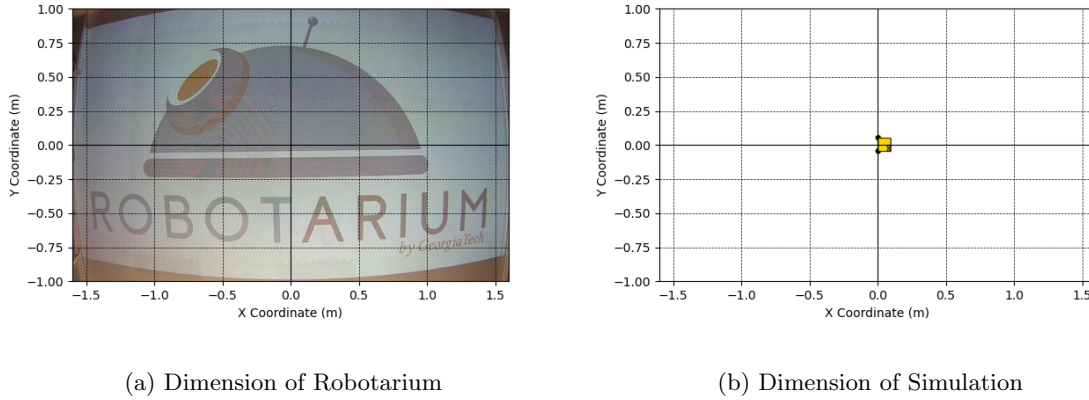 1.00
0.75
0.50
0.25
0.00
−0.25
−0.50
−0.75
−1.00
Y Coordinate (m)
ROBOTARIUM
by GeorgiaTech
−1.5 −1.0 −0.5 0.0 0.5 1.0 1.5
X Coordinate (m)
(a) Dimension of Robotarium
1.00
0.75
0.50
0.25
0.00
−0.25
−0.50
−0.75
−1.00
Y Coordinate (m)
−1.5 −1.0 −0.5 0.0 0.5 1.0 1.5
X Coordinate (m)
(b) Dimension of Simulation